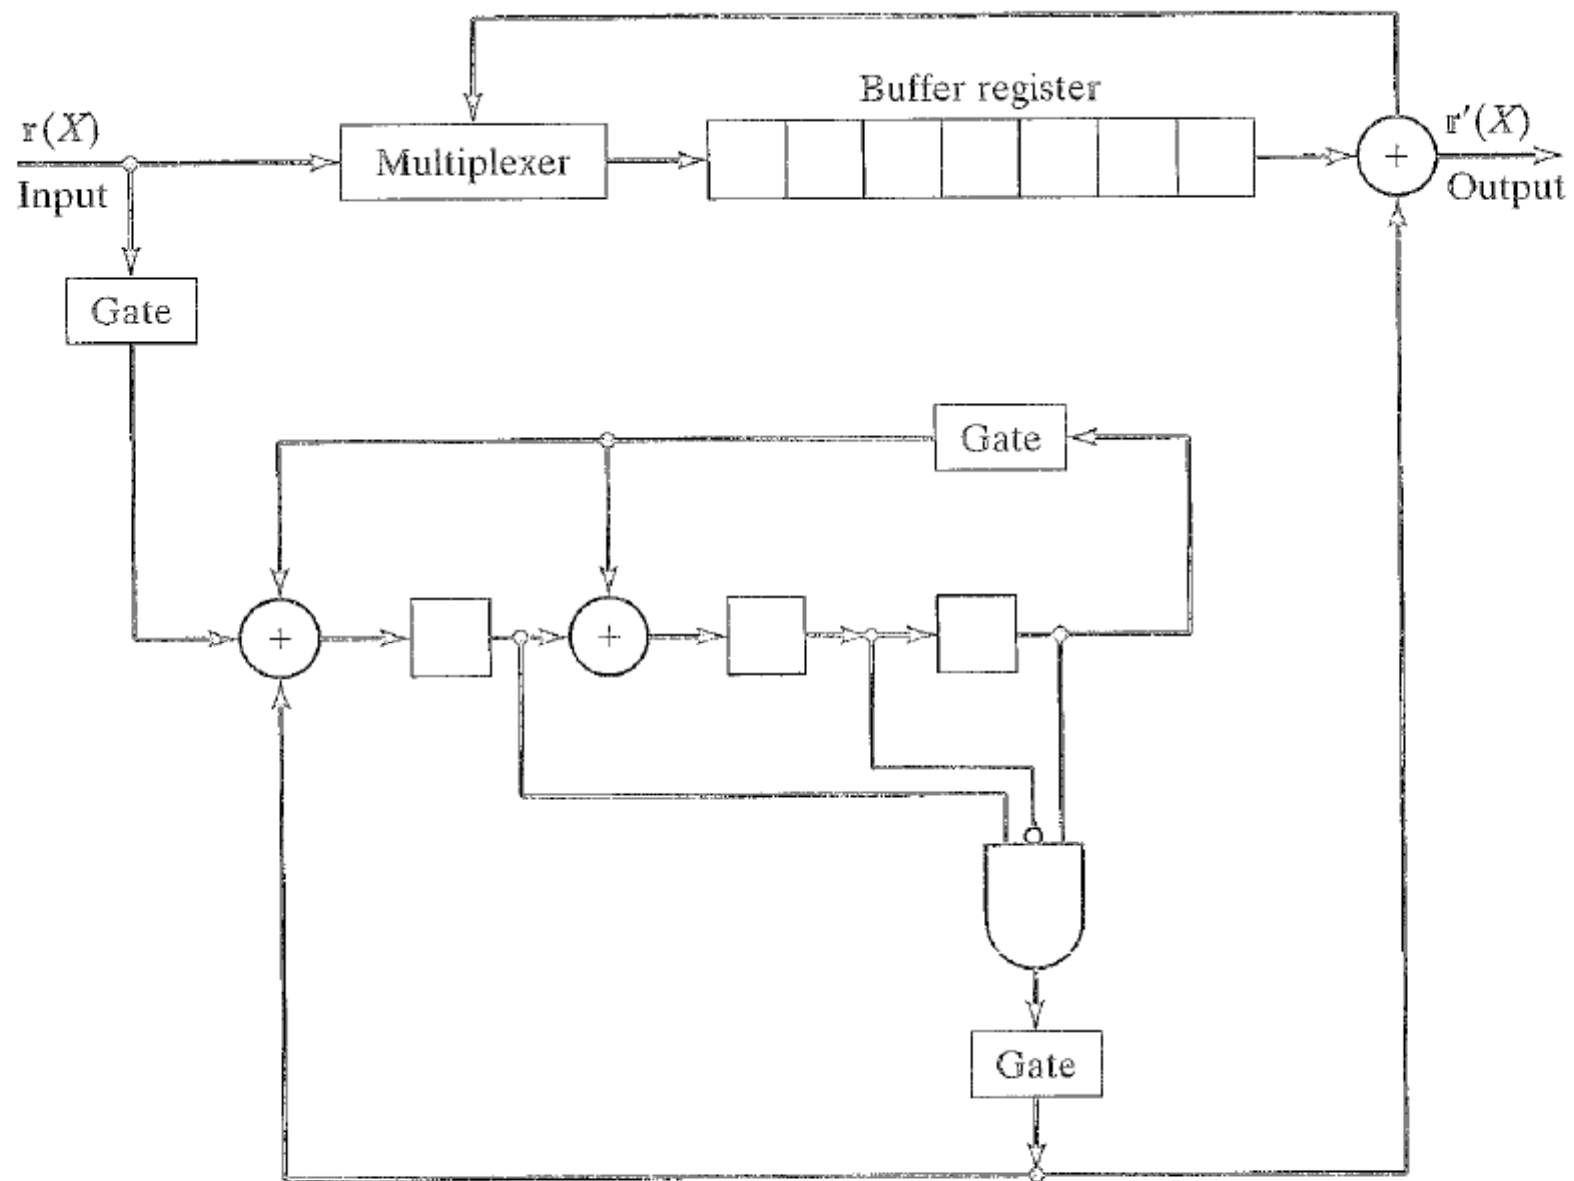 Buffer register
r(X)
Input
Multiplexer
+
r′(X)
Output
Gate
Gate
+
+
Gate